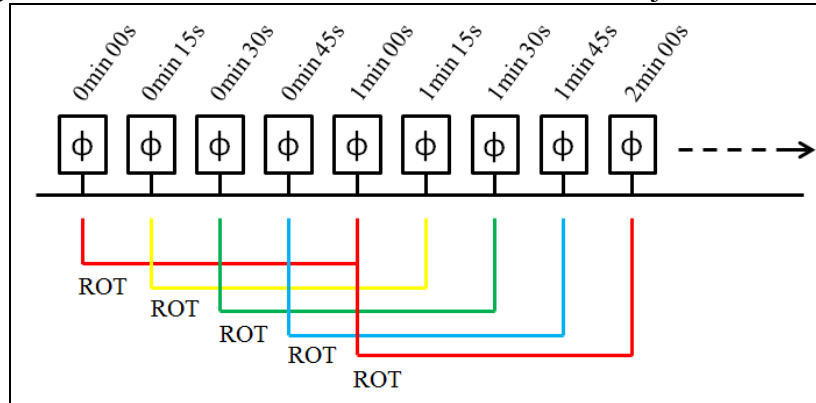 0min 00s
0min 15s
0min 30s
0min 45s
1min 00s
1min 15s
1min 30s
1min 45s
2min 00s
ϕ ϕ ϕ ϕ ϕ ϕ ϕ ϕ ϕ
ROT
ROT
ROT
ROT
ROT